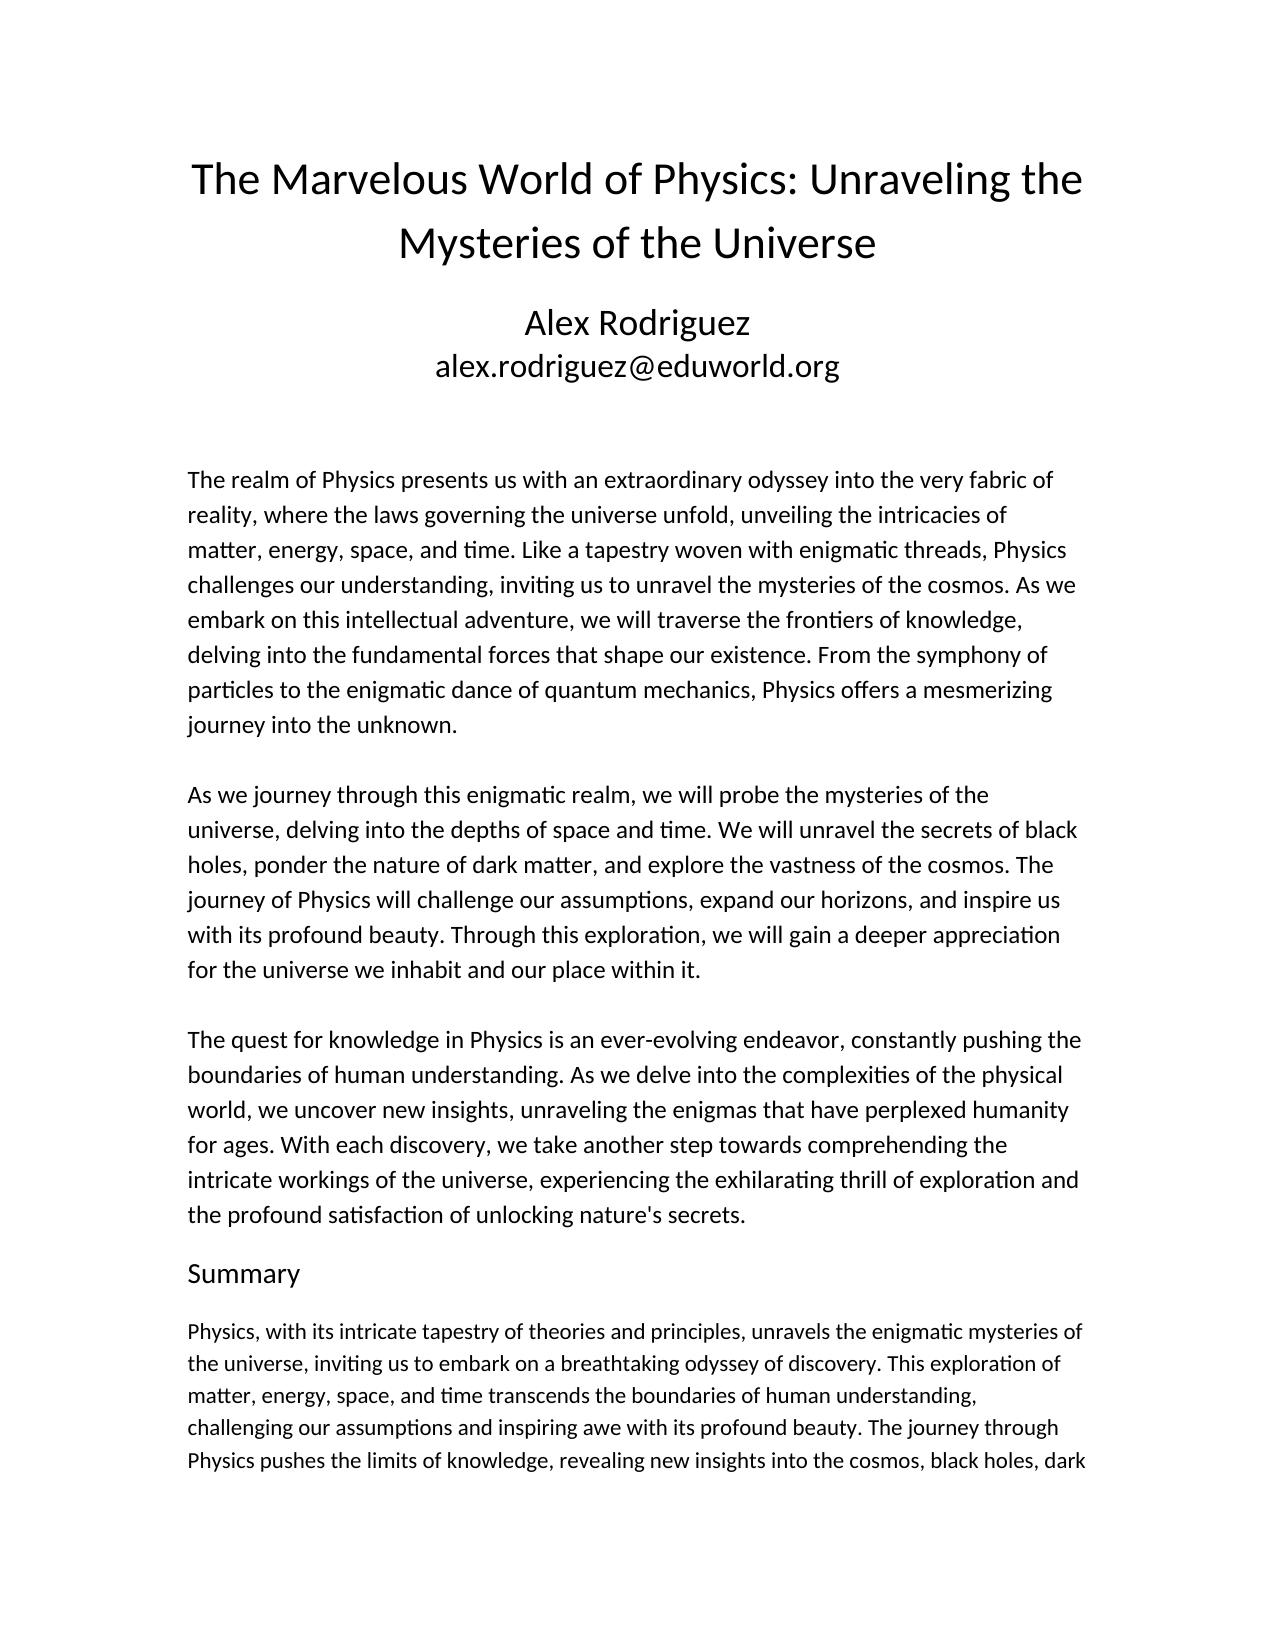 The Marvelous World of Physics: Unraveling the
Mysteries of the Universe
Alex Rodriguez
alex.rodriguez@eduworld.org
The realm of Physics presents us with an extraordinary odyssey into the very fabric of
reality, where the laws governing the universe unfold, unveiling the intricacies of
matter, energy, space, and time. Like a tapestry woven with enigmatic threads, Physics
challenges our understanding, inviting us to unravel the mysteries of the cosmos. As we
embark on this intellectual adventure, we will traverse the frontiers of knowledge,
delving into the fundamental forces that shape our existence. From the symphony of
particles to the enigmatic dance of quantum mechanics, Physics offers a mesmerizing
journey into the unknown.
As we journey through this enigmatic realm, we will probe the mysteries of the
universe, delving into the depths of space and time. We will unravel the secrets of black
holes, ponder the nature of dark matter, and explore the vastness of the cosmos. The
journey of Physics will challenge our assumptions, expand our horizons, and inspire us
with its profound beauty. Through this exploration, we will gain a deeper appreciation
for the universe we inhabit and our place within it.
The quest for knowledge in Physics is an ever-evolving endeavor, constantly pushing the
boundaries of human understanding. As we delve into the complexities of the physical
world, we uncover new insights, unraveling the enigmas that have perplexed humanity
for ages. With each discovery, we take another step towards comprehending the
intricate workings of the universe, experiencing the exhilarating thrill of exploration and
the profound satisfaction of unlocking nature's secrets.
Summary
Physics, with its intricate tapestry of theories and principles, unravels the enigmatic mysteries of
the universe, inviting us to embark on a breathtaking odyssey of discovery. This exploration of
matter, energy, space, and time transcends the boundaries of human understanding,
challenging our assumptions and inspiring awe with its profound beauty. The journey through
Physics pushes the limits of knowledge, revealing new insights into the cosmos, black holes, dark